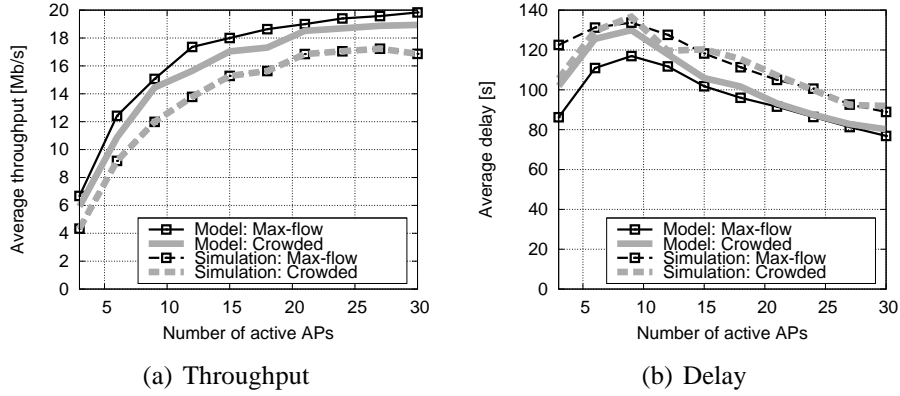 Average throughput [Mb/s]
20
18
16
14
12
10
8
6
4
2
0
Model: Max-flow
Model: Crowded
Simulation: Max-flow
Simulation: Crowded
5 10 15 20 25 30
Number of active APs
(a) Throughput
Average delay [s]
140
120
100
80
60
40
20
0
Model: Max-flow
Model: Crowded
Simulation: Max-flow
Simulation: Crowded
5 10 15 20 25 30
Number of active APs
(b) Delay